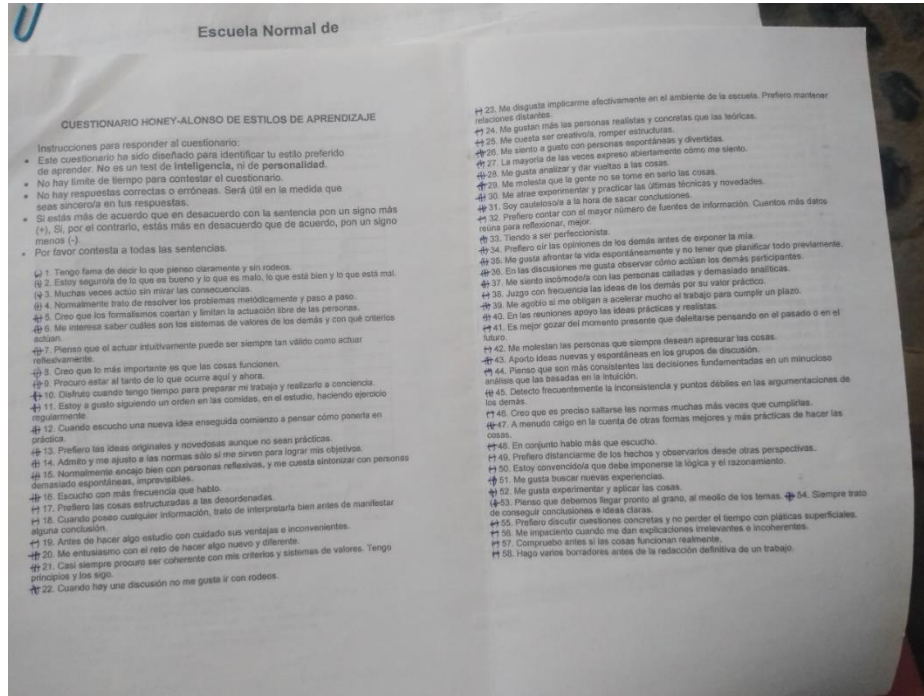 Escuela Normal de
CUESTIONARIO HONEY-ALONSO DE ESTILOS DE APRENDIZAJE
Instrucciones para responder al cuestionario:
• Este cuestionario ha sido diseñado para identificar tu estilo preferido
de aprender. No es un test de inteligencia, ni de personalidad.
• No hay límite de tiempo para contestar el cuestionario.
• No hay respuestas correctas o erróneas. Será útil en la medida que
seas sincero/a en tus respuestas.
• Si estás más de acuerdo que en desacuerdo con la sentencia pon un signo más
(+), Si, por el contrario, estás más en desacuerdo que de acuerdo, pon un signo
menos (-).
• Por favor contesta a todas las sentencias.
1. Tengo fama de decir lo que pienso claramente y sin rodeos.
2. Estoy seguro/a de lo que es bueno y lo que es malo, lo que está bien y lo que está mal.
3. Muchas veces actúo sin mirar las consecuencias.
4. Normalmente trato de resolver los problemas metódicamente y paso a paso.
5. Creo que los formalismos coartan y limitan la actuación libre de las personas.
6. Me interesa saber cuáles son los sistemas de valores de los demás y con qué criterios
actúan.
7. Pienso que el actuar intuitivamente puede ser siempre tan válido como actuar
reflexivamente.
8. Creo que lo más importante es que las cosas funcionen.
9. Procuro estar al tanto de lo que ocurre aquí y ahora.
10. Disfruto cuando tengo tiempo para preparar mi trabajo y realizarlo a conciencia.
11. Estoy a gusto siguiendo un orden en las comidas, en el estudio, haciendo ejercicio
regularmente.
12. Cuando escucho una nueva idea enseguida comienzo a pensar cómo ponerla en
práctica.
13. Prefiero las ideas originales y novedosas aunque no sean prácticas.
14. Admito y me ajusto a las normas sólo si me sirven para lograr mis objetivos.
15. Normalmente encajo bien con personas reflexivas, y me cuesta sintonizar con personas
demasiado espontáneas, imprevisibles.
16. Escucho con más frecuencia que hablo.
17. Prefiero las cosas estructuradas a las desordenadas.
18. Cuando poseo cualquier información, trato de interpretarla bien antes de manifestar
alguna conclusión.
19. Antes de hacer algo estudio con cuidado sus ventajas e inconvenientes.
20. Me entusiasmo con el reto de hacer algo nuevo y diferente.
21. Casi siempre procuro ser coherente con mis criterios y sistemas de valores. Tengo
principios y los sigo.
22. Cuando hay una discusión no me gusta ir con rodeos.
23. Me disgusta implicarme afectivamente en el ambiente de la escuela. Prefiero mantener
relaciones distantes.
24. Me gustan más las personas realistas y concretas que las teóricas.
25. Me cuesta ser creativo/a, romper estructuras.
26. Me siento a gusto con personas espontáneas y divertidas.
27. La mayoría de las veces expreso abiertamente cómo me siento.
28. Me gusta analizar y dar vueltas a las cosas.
29. Me molesta que la gente no se tome en serio las cosas.
30. Me atrae experimentar y practicar las últimas técnicas y novedades.
31. Soy cauteloso/a a la hora de sacar conclusiones.
32. Prefiero contar con el mayor número de fuentes de información. Cuentos más datos
reúna para reflexionar, mejor.
33. Tiendo a ser perfeccionista.
34. Prefiero oír las opiniones de los demás antes de exponer la mía.
35. Me gusta afrontar la vida espontáneamente y no tener que planificar todo previamente.
36. En las discusiones me gusta observar cómo actúan los demás participantes.
37. Me siento incómodo/a con las personas calladas y demasiado analíticas.
38. Juzgo con frecuencia las ideas de los demás por su valor práctico.
39. Me agobio si me obligan a acelerar mucho el trabajo para cumplir un plazo.
40. En las reuniones apoyo las ideas prácticas y realistas.
41. Es mejor gozar del momento presente que deleitarse pensando en el pasado o en el
futuro.
42. Me molestan las personas que siempre desean apresurar las cosas.
43. Aporto ideas nuevas y espontáneas en los grupos de discusión.
44. Pienso que son más consistentes las decisiones fundamentadas en un minucioso
análisis que las basadas en la intuición.
45. Detecto frecuentemente la inconsistencia y puntos débiles en las argumentaciones de
los demás.
46. Creo que es preciso saltarse las normas muchas más veces que cumplirlas.
47. A menudo caigo en la cuenta de otras formas mejores y más prácticas de hacer las
cosas.
48. En conjunto hablo más que escucho.
49. Prefiero distanciarme de los hechos y observarlos desde otras perspectivas.
50. Estoy convencido/a que debe imponerse la lógica y el razonamiento.
51. Me gusta buscar nuevas experiencias.
52. Me gusta experimentar y aplicar las cosas.
53. Pienso que debemos llegar pronto al grano, al meollo de los temas. 54. Siempre trato
de conseguir conclusiones e ideas claras.
55. Prefiero discutir cuestiones concretas y no perder el tiempo con pláticas superficiales.
56. Me impaciento cuando me dan explicaciones irrelevantes e incoherentes.
57. Compruebo antes si las cosas funcionan realmente.
58. Hago varios borradores antes de la redacción definitiva de un trabajo.